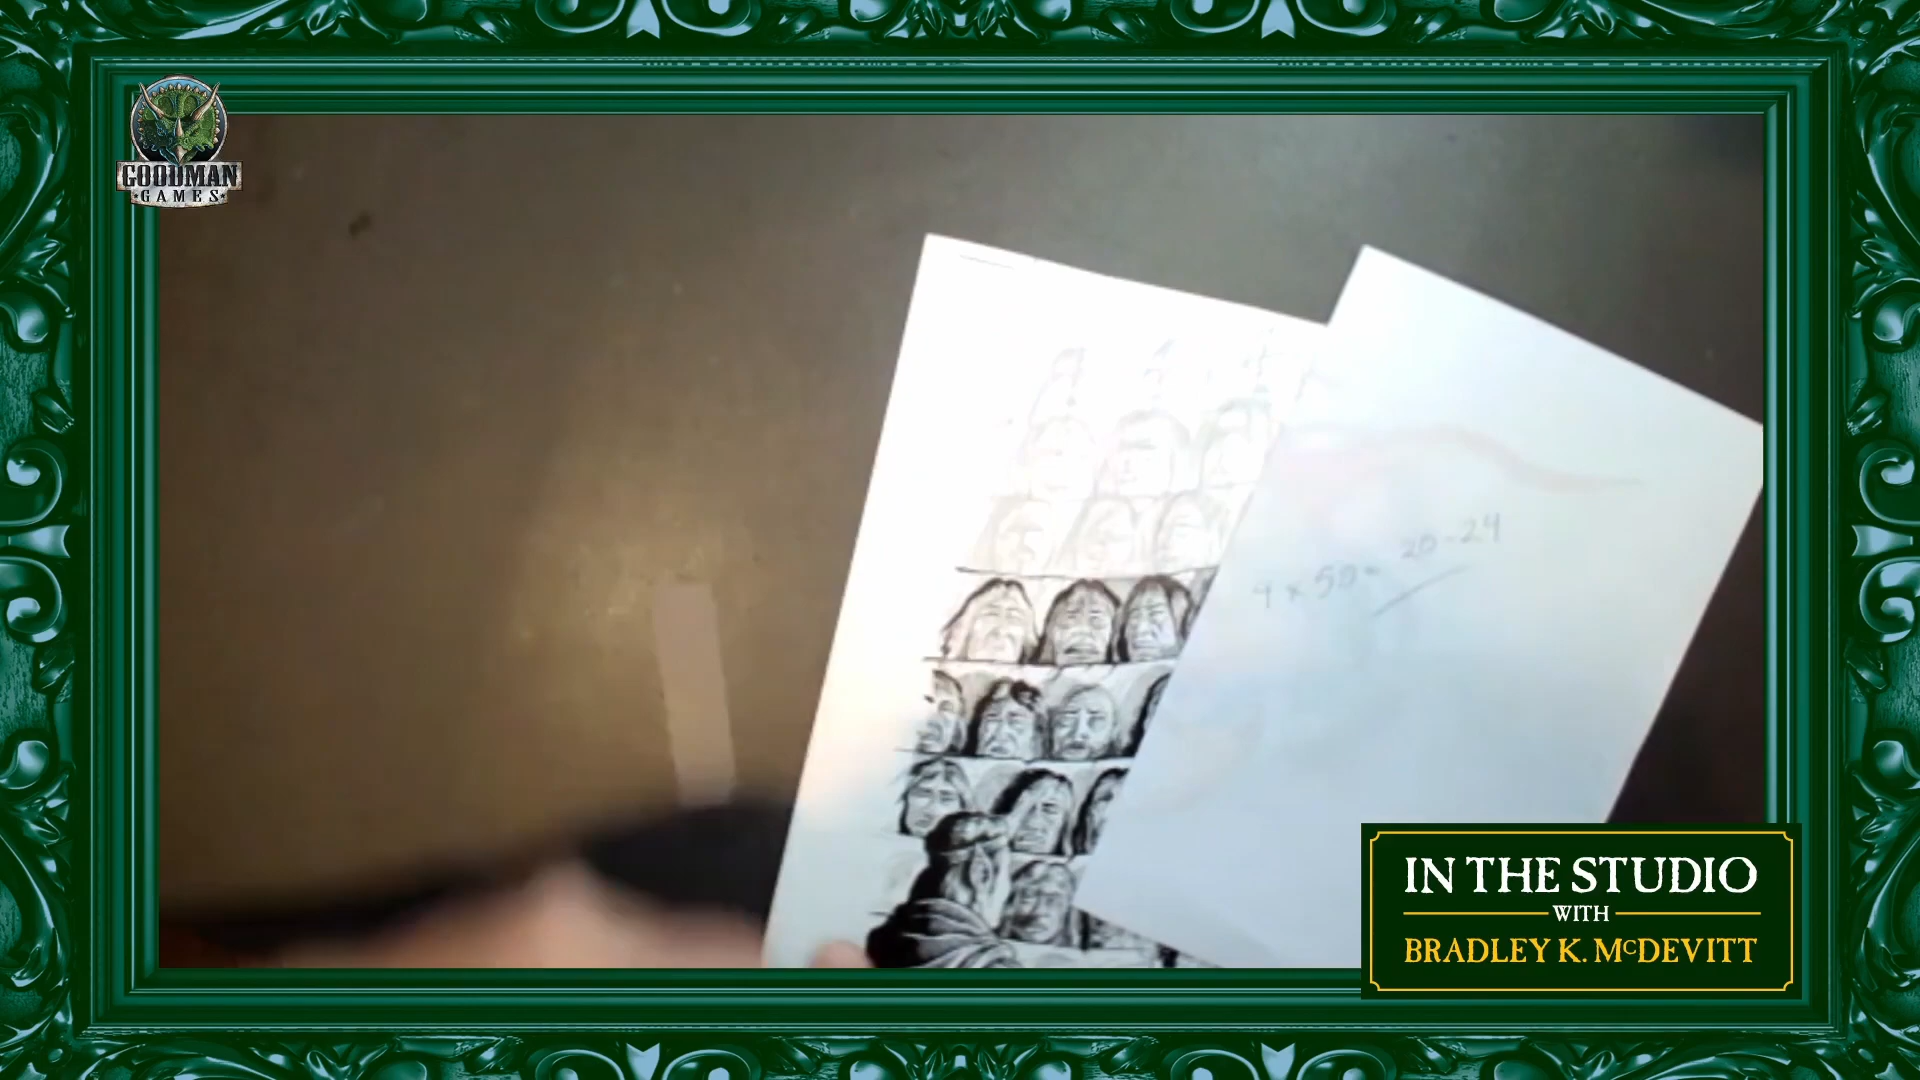 GOODMAN
GAMES
4 x 50 = 20-24
IN THE STUDIO
WITH
BRADLEY K. McDEVITT